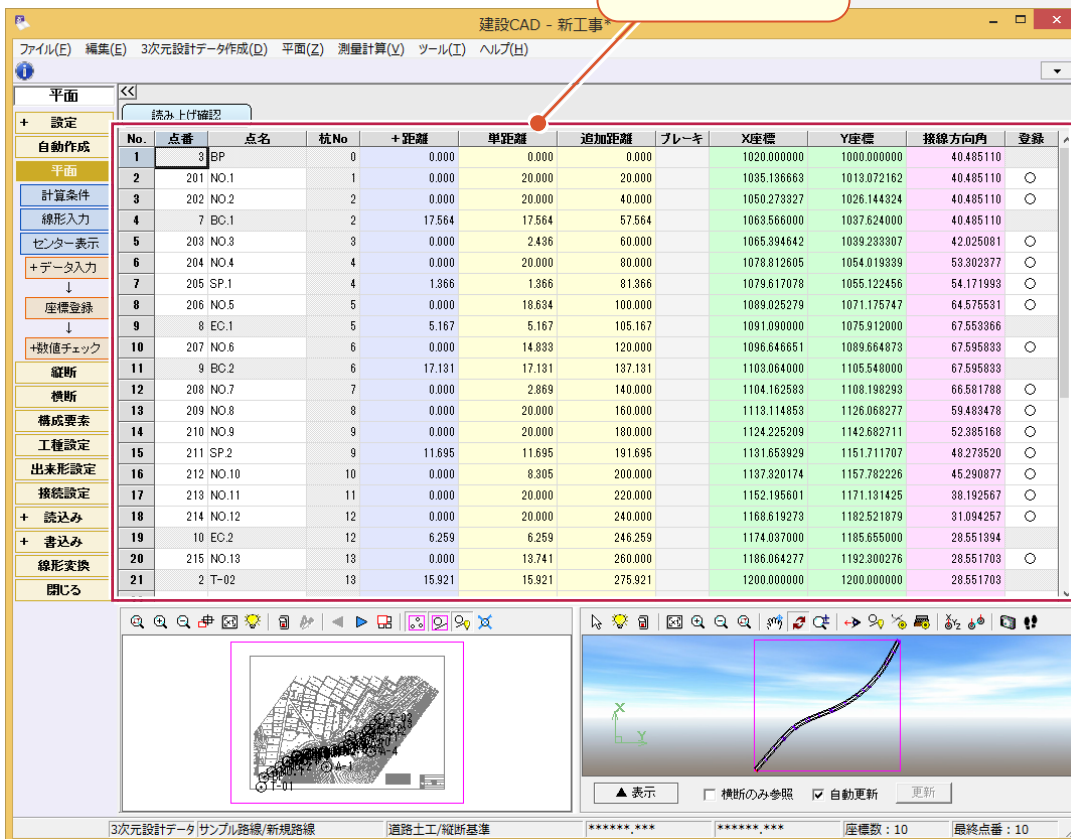 建設CAD - 新工事*
ファイル(F) 編集(E) 3次元設計データ作成(D) 平面(Z) 測量計算(V) ツール(T) ヘルプ(H)
平面
<<
読み上げ確認
+ 設定
自動作成
平面
計算条件
線形入力
センター表示
+データ入力
↓
座標登録
↓
+数値チェック
縦断
横断
構成要素
工種設定
出来形設定
接続設定
+ 読込み
+ 書込み
線形変換
閉じる
No. 点番 点名 杭No +距離 単距離 追加距離 ブレーキ X座標 Y座標 接線方向角 登録
1 3 BP 0 0.000 0.000 0.000 1020.000000 1000.000000 40.485110
2 201 NO.1 1 0.000 20.000 20.000 1035.136663 1013.072162 40.485110 ○
3 202 NO.2 2 0.000 20.000 40.000 1050.273327 1026.144324 40.485110 ○
4 7 BC.1 2 17.564 17.564 57.564 1063.566000 1037.624000 40.485110
5 203 NO.3 3 0.000 2.436 60.000 1065.394642 1039.233307 42.025081 ○
6 204 NO.4 4 0.000 20.000 80.000 1078.812605 1054.019339 53.302377 ○
7 205 SP.1 4 1.366 1.366 81.366 1079.617078 1055.122456 54.171993 ○
8 206 NO.5 5 0.000 18.634 100.000 1089.025279 1071.175747 64.575531 ○
9 8 EC.1 5 5.167 5.167 105.167 1091.090000 1075.912000 67.553366
10 207 NO.6 6 0.000 14.833 120.000 1096.646651 1089.664873 67.595833 ○
11 9 BC.2 6 17.131 17.131 137.131 1103.064000 1105.548000 67.595833
12 208 NO.7 7 0.000 2.869 140.000 1104.162583 1108.198293 66.581788 ○
13 209 NO.8 8 0.000 20.000 160.000 1113.114853 1126.068277 59.483478 ○
14 210 NO.9 9 0.000 20.000 180.000 1124.225209 1142.682711 52.385168 ○
15 211 SP.2 9 11.695 11.695 191.695 1131.653929 1151.711707 48.273520 ○
16 212 NO.10 10 0.000 8.305 200.000 1137.320174 1157.782226 45.290877 ○
17 213 NO.11 11 0.000 20.000 220.000 1152.195601 1171.131425 38.192567 ○
18 214 NO.12 12 0.000 20.000 240.000 1168.619273 1182.521879 31.094257 ○
19 10 EC.2 12 6.259 6.259 246.259 1174.037000 1185.655000 28.551394
20 215 NO.13 13 0.000 13.741 260.000 1186.064277 1192.300276 28.551703 ○
21 2 T-02 13 15.921 15.921 275.921 1200.000000 1200.000000 28.551703
T-01
A-1
X
Y
▲ 表示 横断のみ参照 自動更新 更新
3次元設計データ サンプル路線/新規路線 道路土工/縦断基準 ******.*** ******.*** 座標数：10 最終点番：10